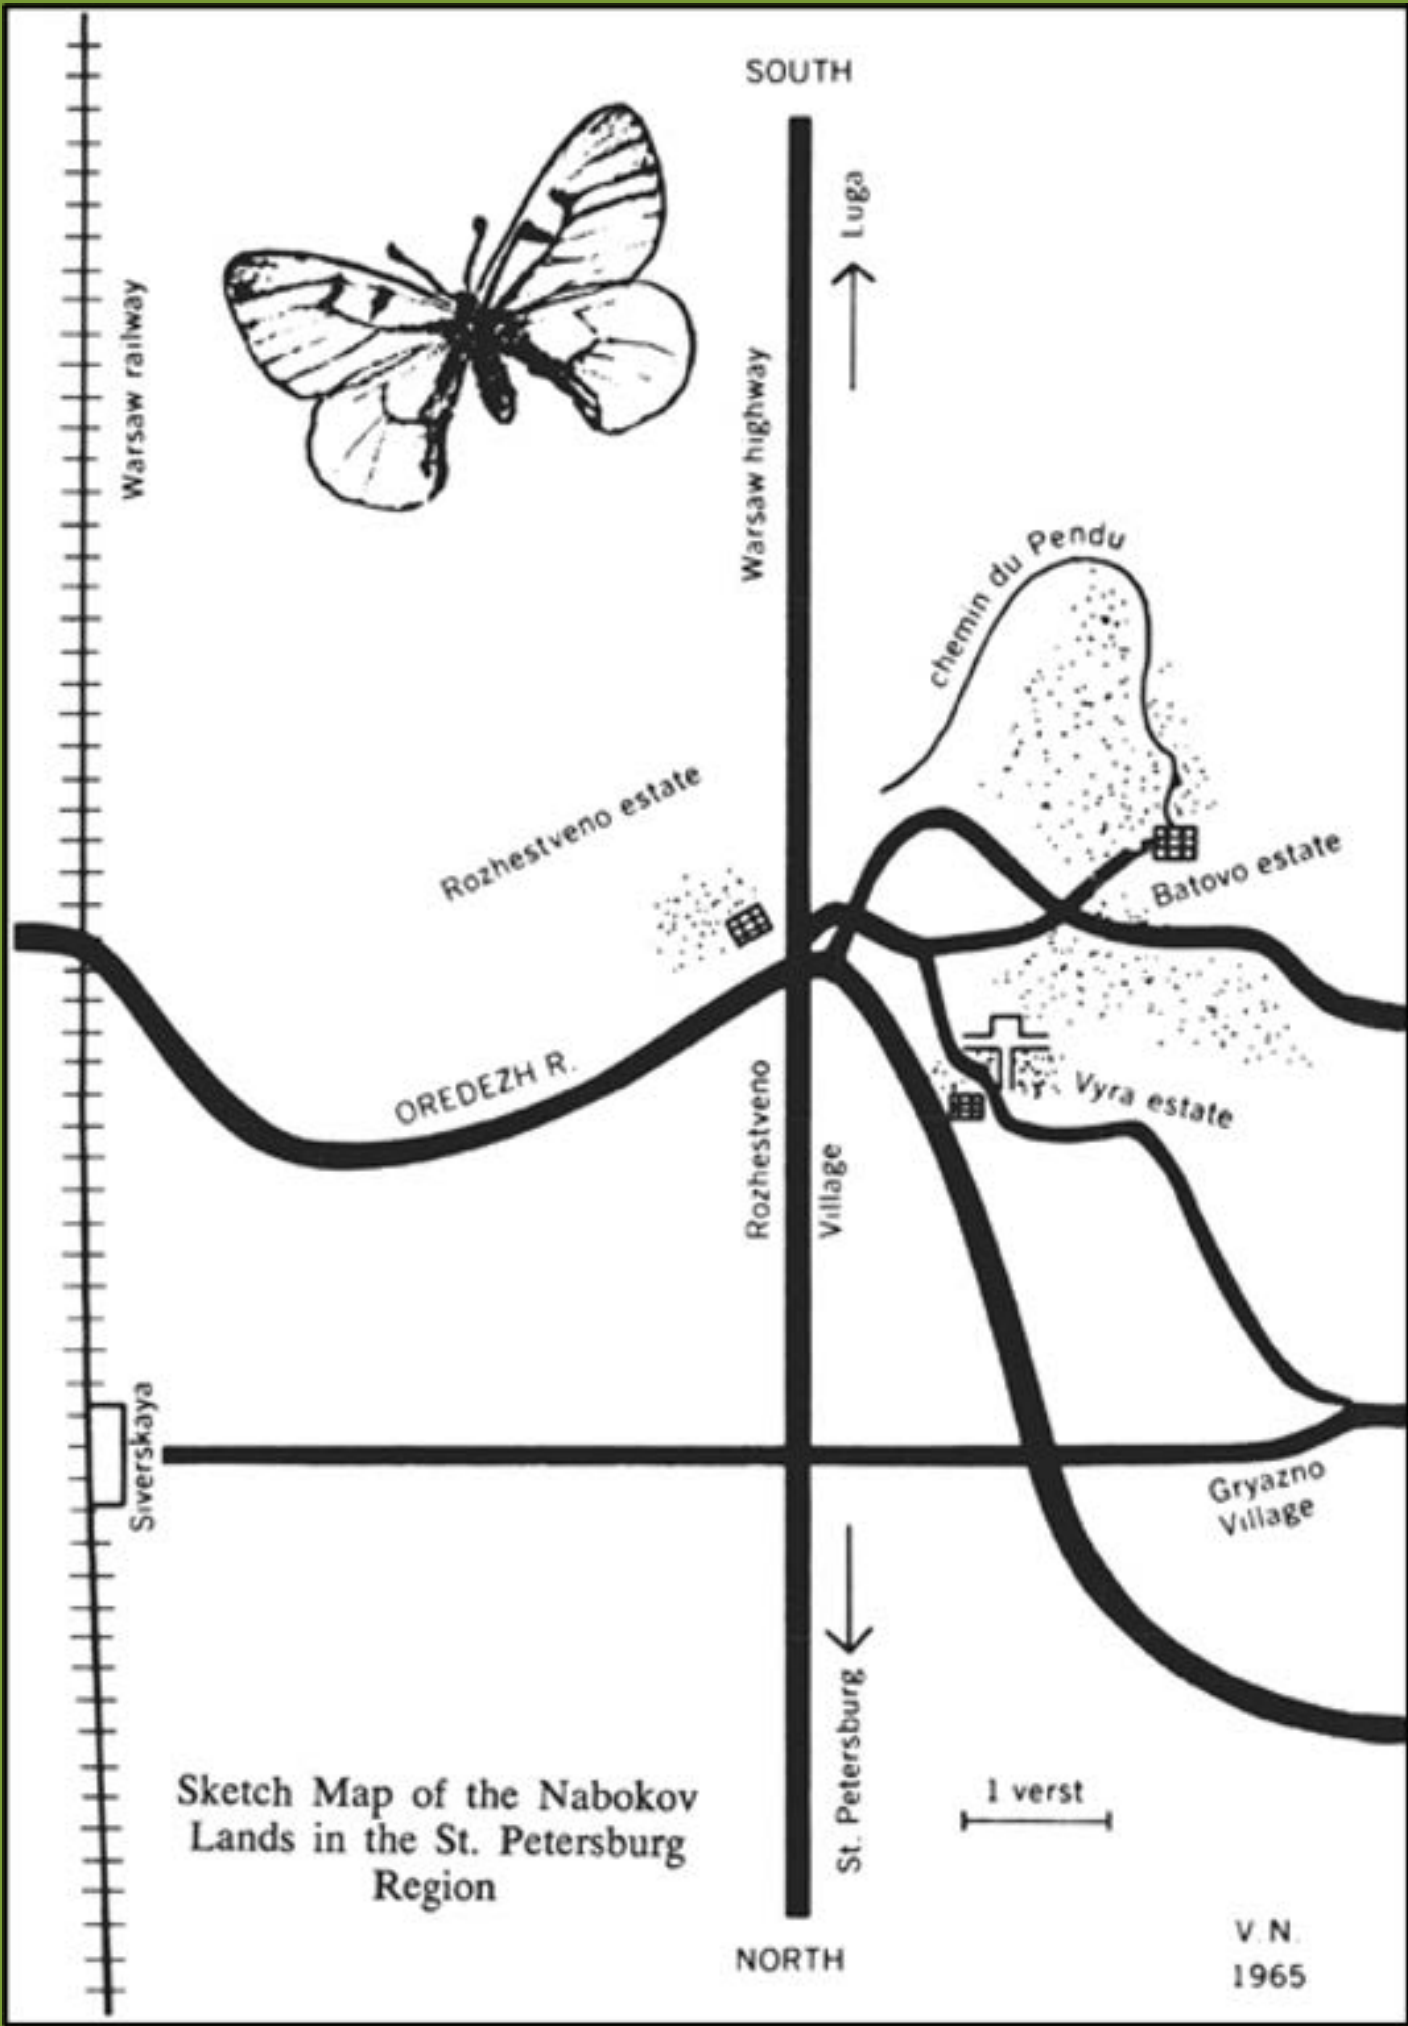 SOUTH
Luga
Warsaw railway
Warsaw highway
chemin du Pendu
Rozhestveno estate
Batovo estate
OREDEZH R.
Vyra estate
Rozhestveno
Village
Siverskaya
Gryazno
Village
St. Petersburg
1 verst
Sketch Map of the Nabokov
Lands in the St. Petersburg
Region
NORTH
V. N.
1965